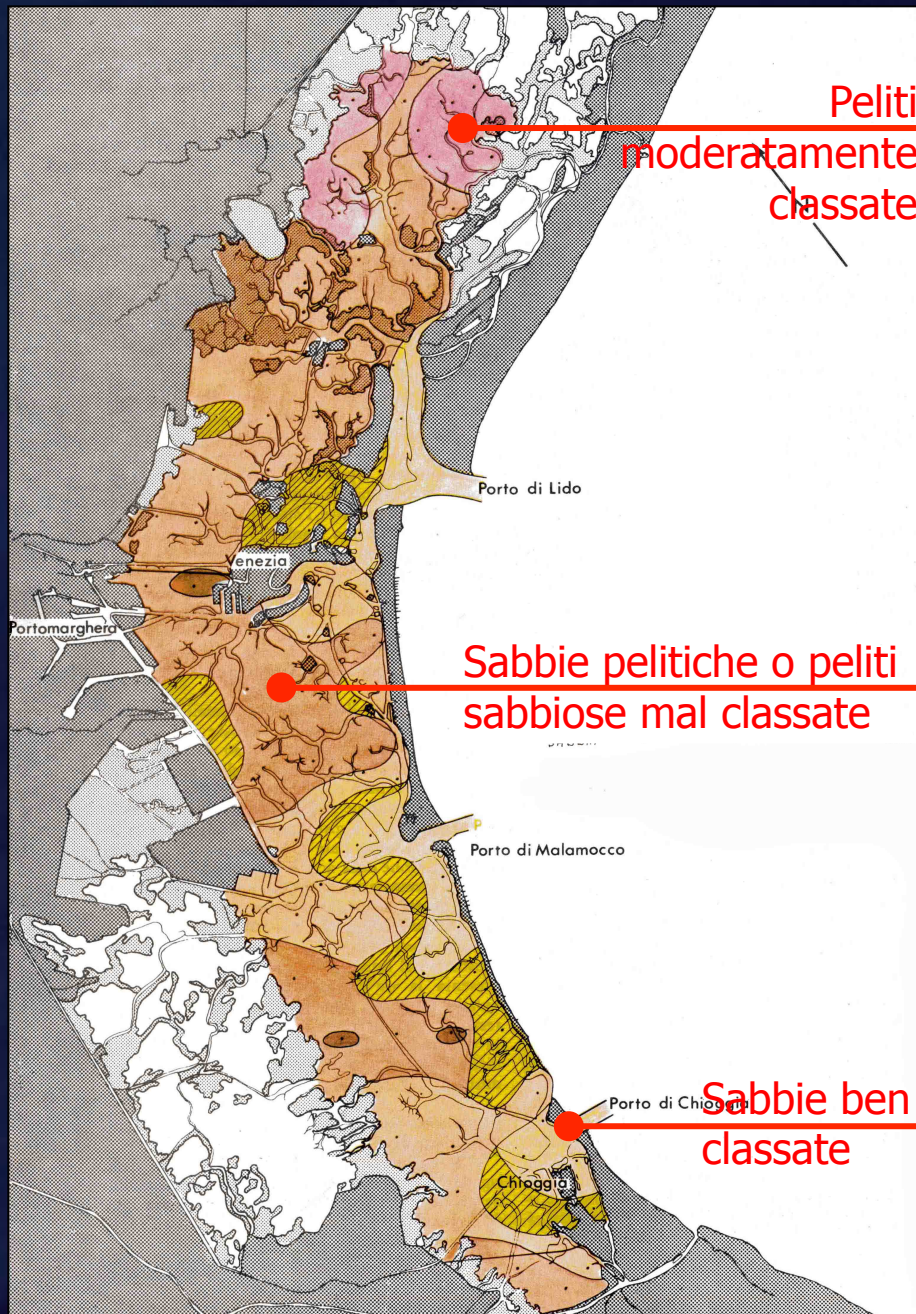 Peliti
moderatamente
classate
Porto di Lido
Venezia
Portomarghera
Sabbie pelitiche o peliti
sabbiose mal classate
P
Porto di Malamocco
Porto di Chioggia
Sabbie ben
classate
Chioggia